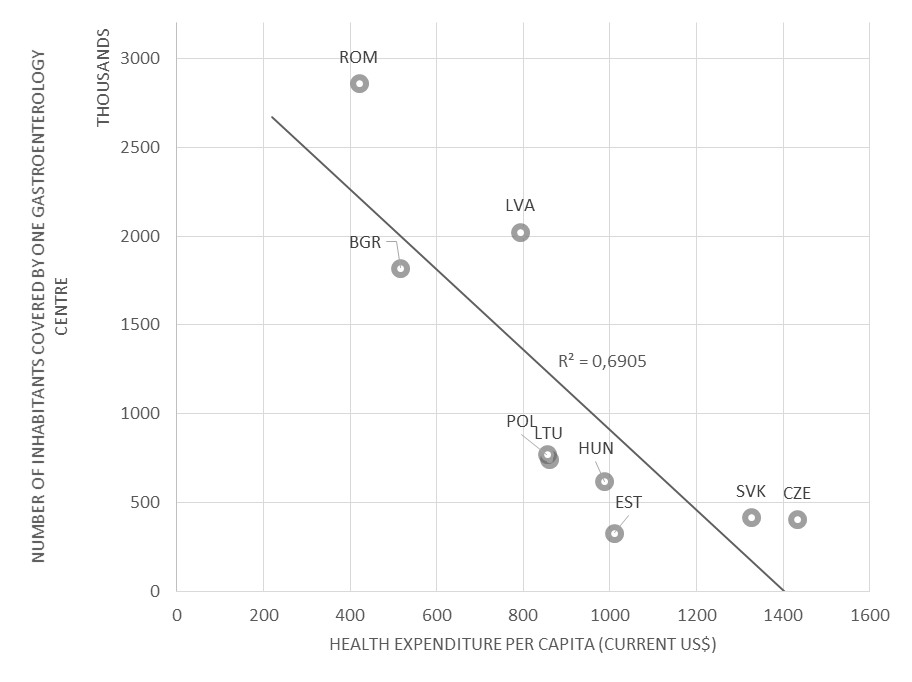 NUMBER OF INHABITANTS COVERED BY ONE GASTROENTEROLOGY
CENTRE
THOUSANDS
3000
2500
2000
1500
1000
500
0
ROM
LVA
BGR
R² = 0,6905
POL
LTU
HUN
EST
SVK
CZE
0 200 400 600 800 1000 1200 1400 1600
HEALTH EXPENDITURE PER CAPITA (CURRENT US$)